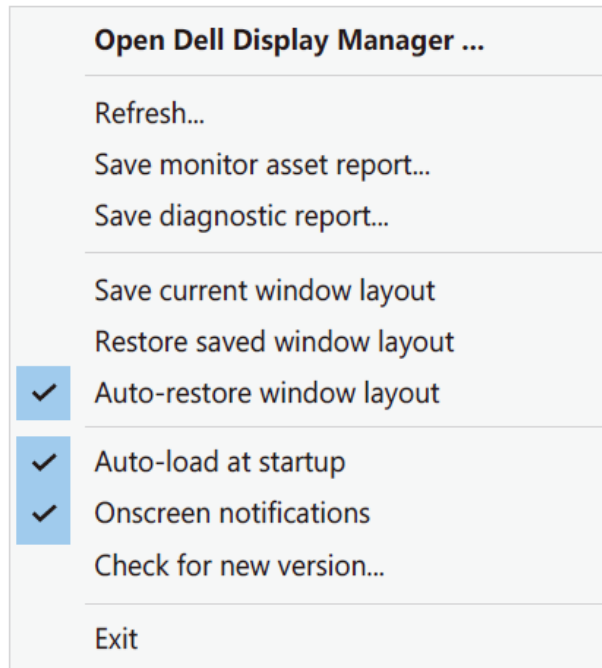 Open Dell Display Manager ...
Refresh...
Save monitor asset report...
Save diagnostic report...
Save current window layout
Restore saved window layout
Auto-restore window layout
Auto-load at startup
Onscreen notifications
Check for new version...
Exit